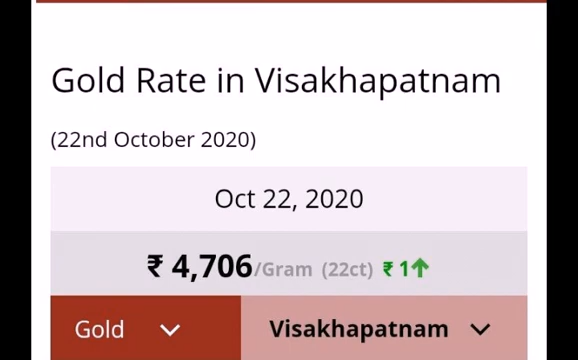 Gold Rate in Visakhapatnam
(22nd October 2020)
Oct 22, 2020
₹ 4,706/Gram (22ct) ₹ 1↑
Gold Visakhapatnam